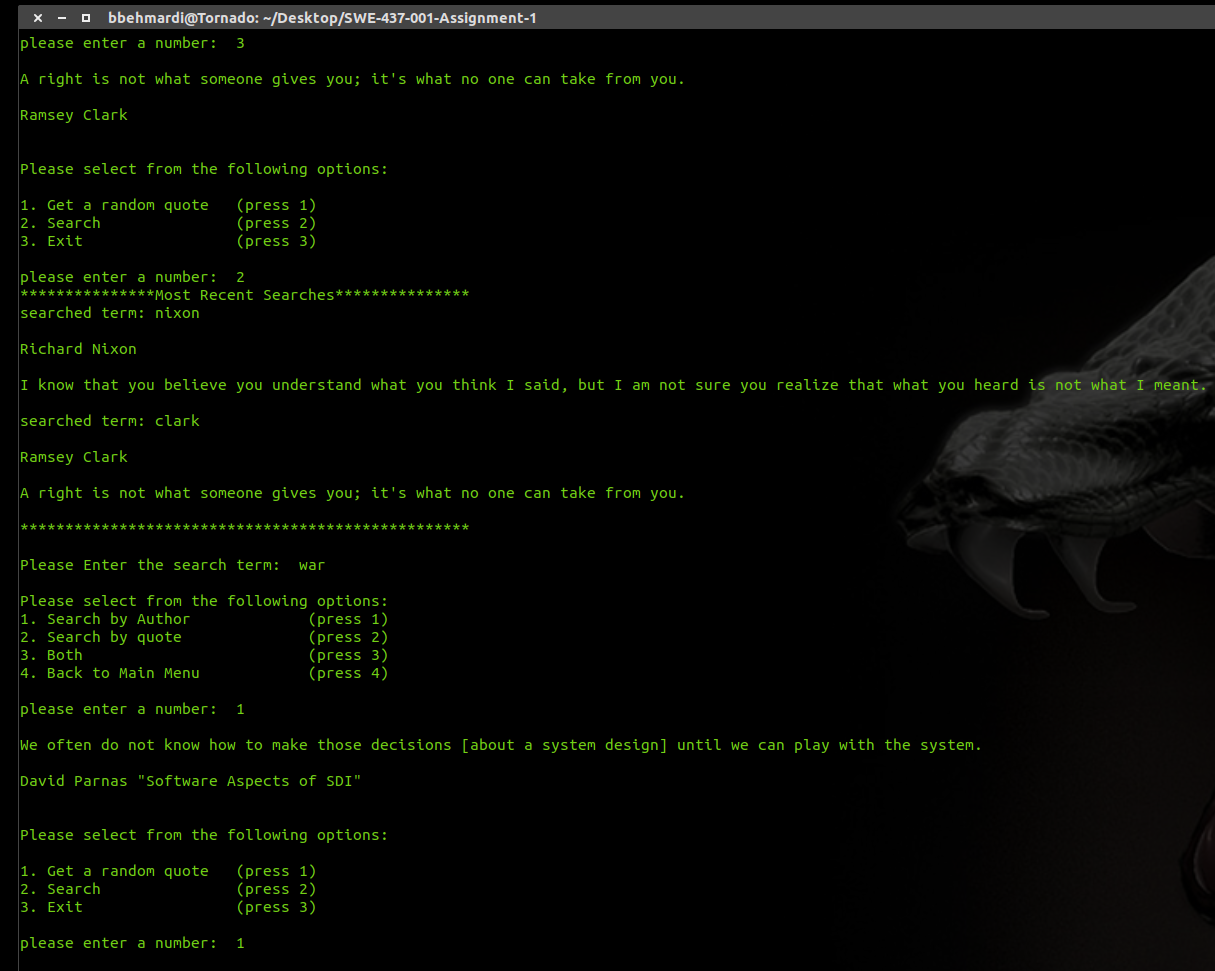 bbehmardi@Tornado: ~/Desktop/SWE-437-001-Assignment-1
please enter a number:  3
A right is not what someone gives you; it's what no one can take from you.
Ramsey Clark
Please select from the following options:
1. Get a random quote   (press 1)
2. Search               (press 2)
3. Exit                 (press 3)
please enter a number:  2
***************Most Recent Searches***************
searched term: nixon
Richard Nixon
I know that you believe you understand what you think I said, but I am not sure you realize that what you heard is not what I meant.
searched term: clark
Ramsey Clark
A right is not what someone gives you; it's what no one can take from you.
**************************************************
Please Enter the search term:  war
Please select from the following options:
1. Search by Author             (press 1)
2. Search by quote              (press 2)
3. Both                         (press 3)
4. Back to Main Menu            (press 4)
please enter a number:  1
We often do not know how to make those decisions [about a system design] until we can play with the system.
David Parnas "Software Aspects of SDI"
Please select from the following options:
1. Get a random quote   (press 1)
2. Search               (press 2)
3. Exit                 (press 3)
please enter a number:  1